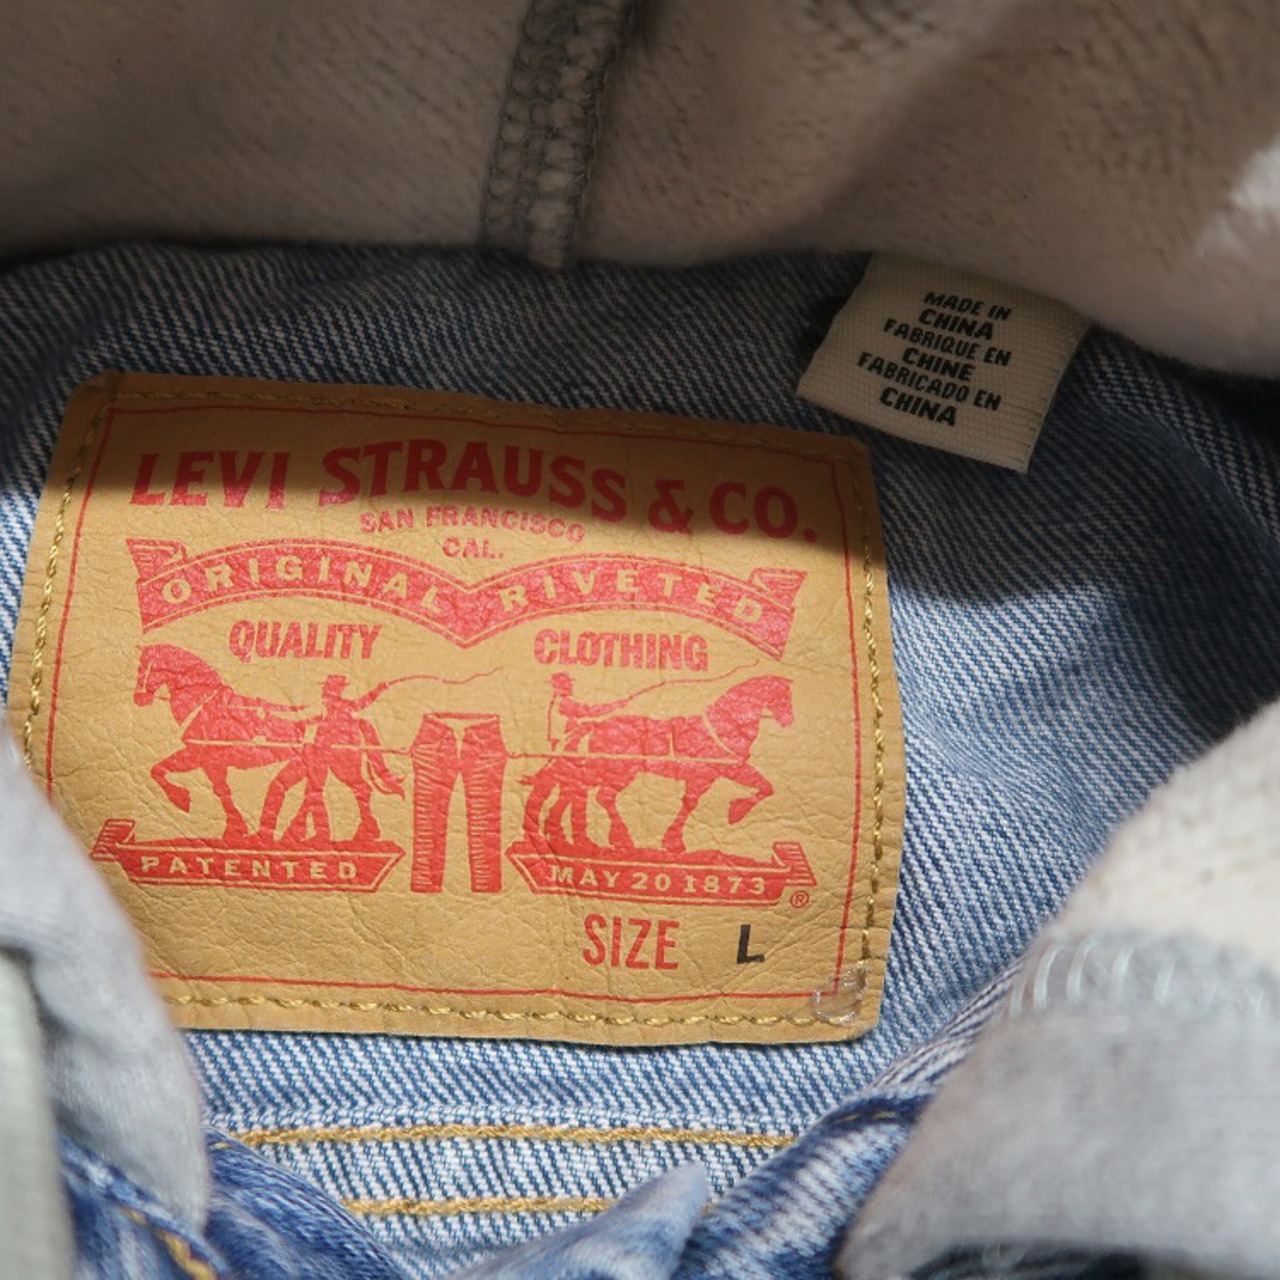 MADE IN
CHINA
FABRIQUE EN
CHINE
FABRICADO EN
CHINA
LEVI STRAUSS & CO.
SAN FRANCISCO
CAL.
ORIGINAL RIVETED
QUALITY CLOTHING
PATENTED MAY 20 1873
®
SIZE L